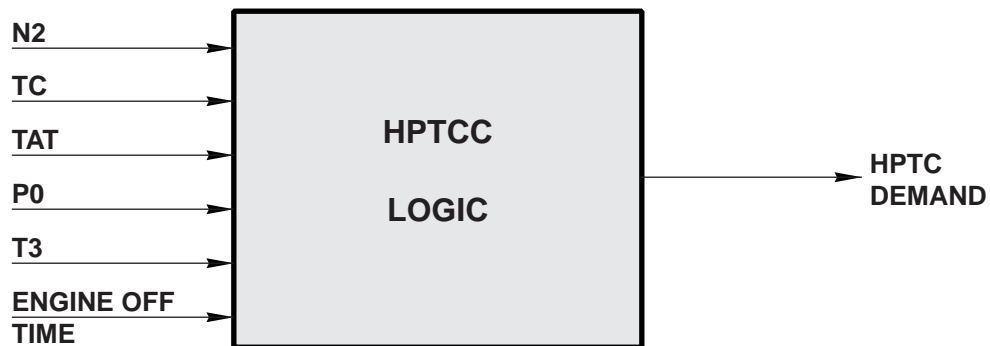 N2
TC
TAT
P0
T3
ENGINE OFF
TIME
HPTCC
LOGIC
HPTC
DEMAND